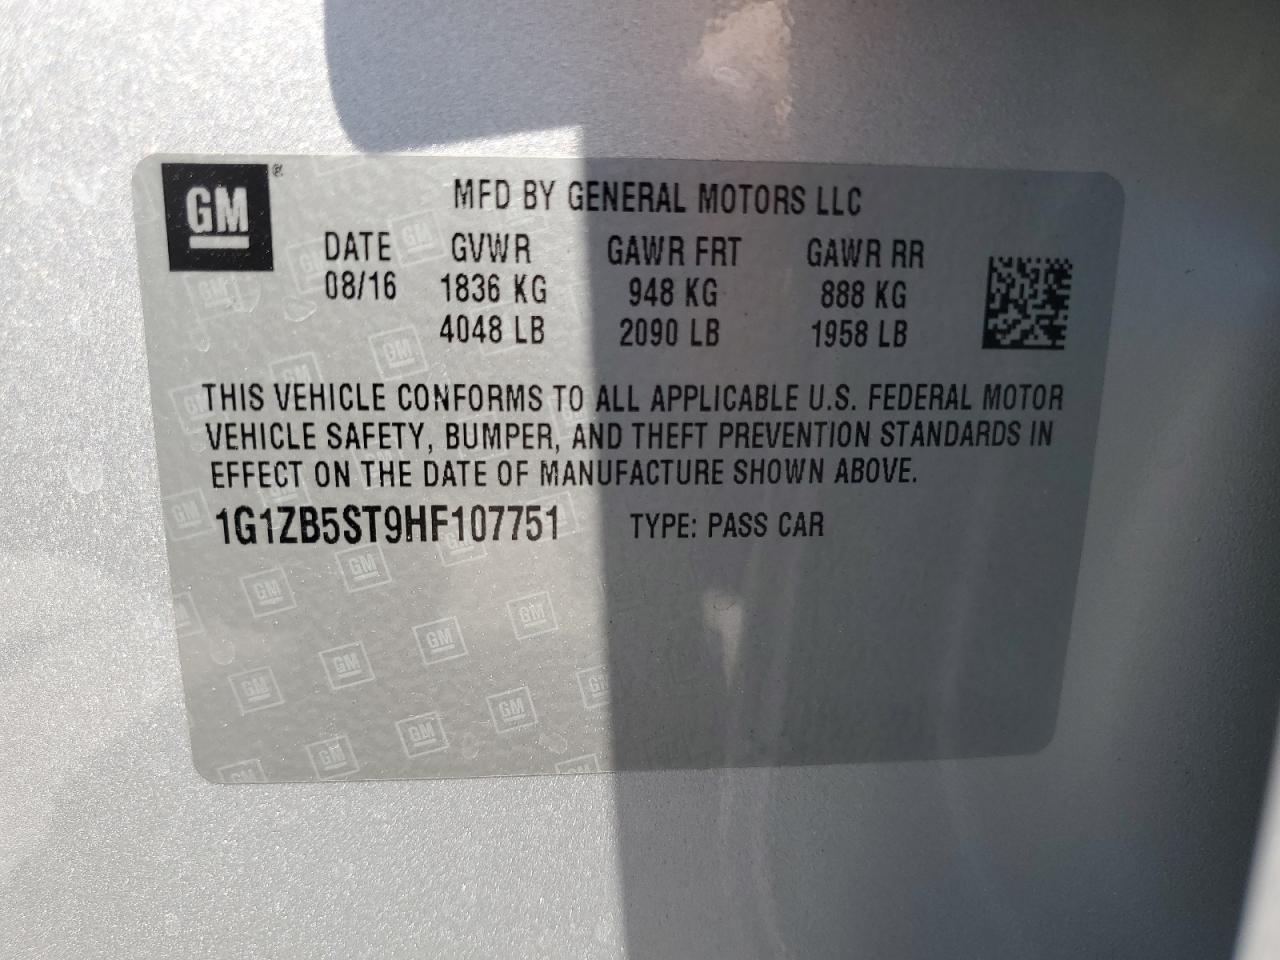 GM®
MFD BY GENERAL MOTORS LLC
DATE GVWR GAWR FRT GAWR RR
08/16 1836 KG 948 KG 888 KG
4048 LB 2090 LB 1958 LB
THIS VEHICLE CONFORMS TO ALL APPLICABLE U.S. FEDERAL MOTOR
VEHICLE SAFETY, BUMPER, AND THEFT PREVENTION STANDARDS IN
EFFECT ON THE DATE OF MANUFACTURE SHOWN ABOVE.
1G1ZB5ST9HF107751 TYPE: PASS CAR